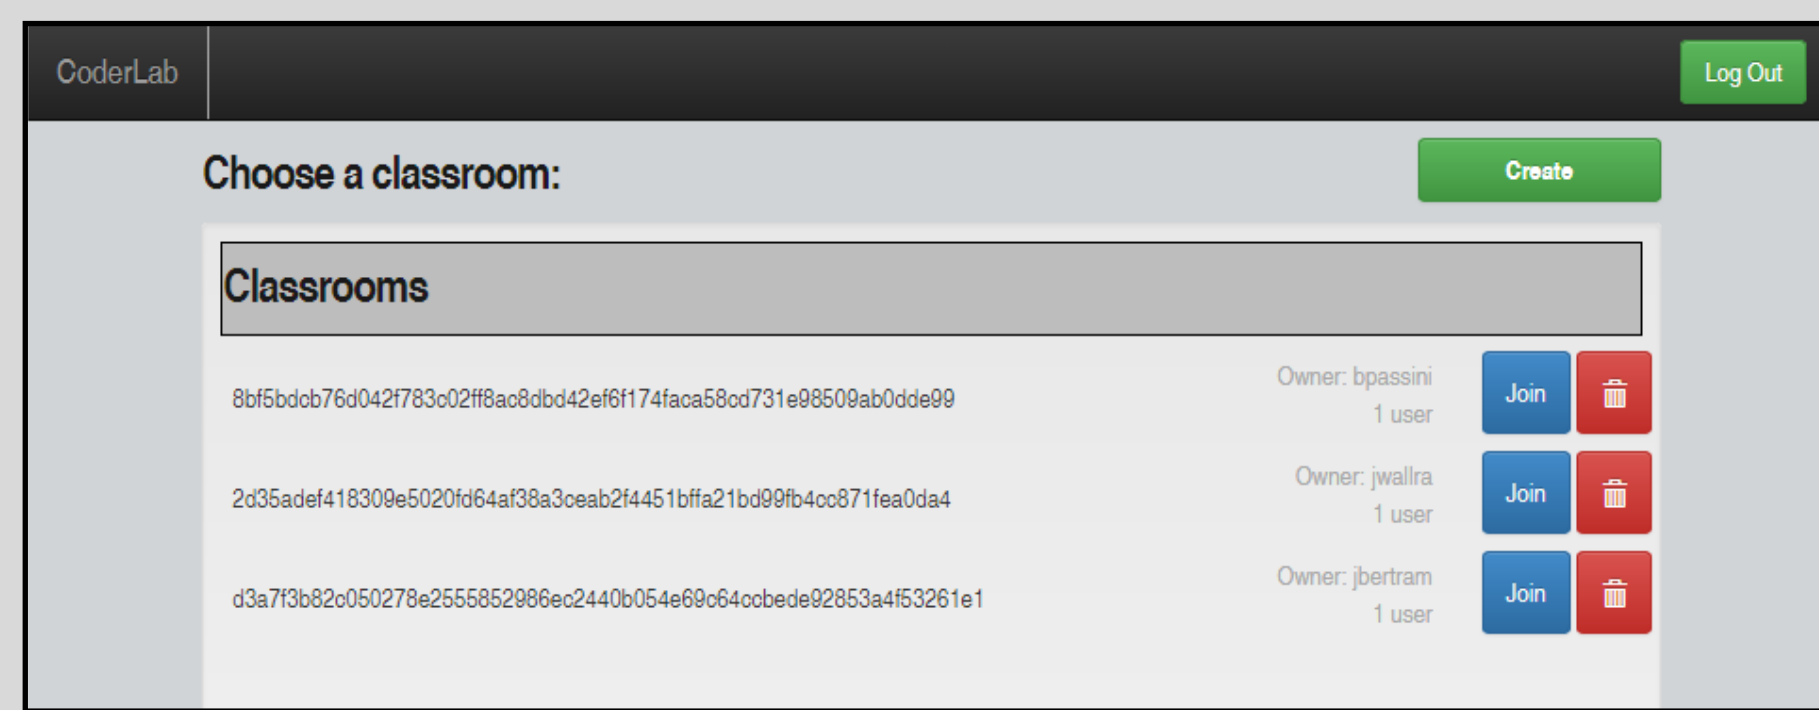 CoderLab
Log Out
Choose a classroom:
Create
Classrooms
8bf5bdcb76d042f783c02ff8ac8dbd42ef6f174faca58cd731e98509ab0dde99
Owner: bpassini
1 user
Join
2d35adef418309e5020fd64af38a3ceab2f4451bffa21bd99fb4cc871fea0da4
Owner: jwallra
1 user
Join
d3a7f3b82c050278e2555852986ec2440b054e69c64ccbede92853a4f53261e1
Owner: jbertram
1 user
Join